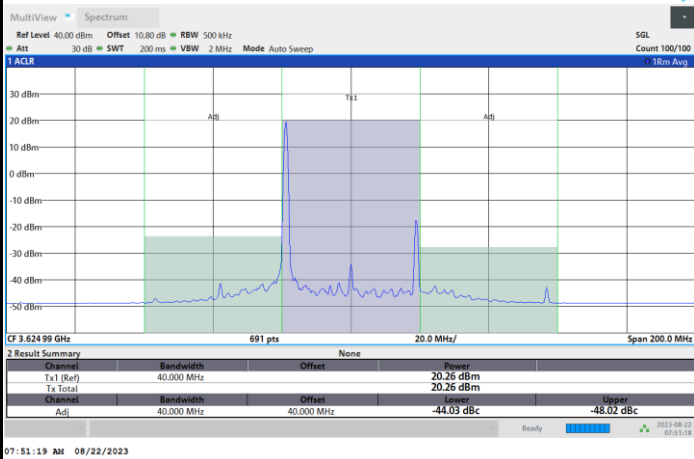 MultiView Spectrum
Ref Level 40.00 dBm Offset 10.80 dB RBW 500 kHz SGL
Att 30 dB SWT 200 ms VBW 2 MHz Mode Auto Sweep Count 100/100
1 ACLR 1Rm Avg
30 dBm
Tx1
20 dBm
Adj Adj
10 dBm
0 dBm
-10 dBm
-20 dBm
-30 dBm
-40 dBm
-50 dBm
CF 3.624 99 GHz 691 pts 20.0 MHz/ Span 200.0 MHz
2 Result Summary None
Channel Bandwidth Offset Power
Tx1 (Ref) 40.000 MHz 20.26 dBm
Tx Total 20.26 dBm
Channel Bandwidth Offset Lower Upper
Adj 40.000 MHz 40.000 MHz -44.03 dBc -48.02 dBc
Ready 2023-08-22
07:51:18
07:51:19 AM 08/22/2023